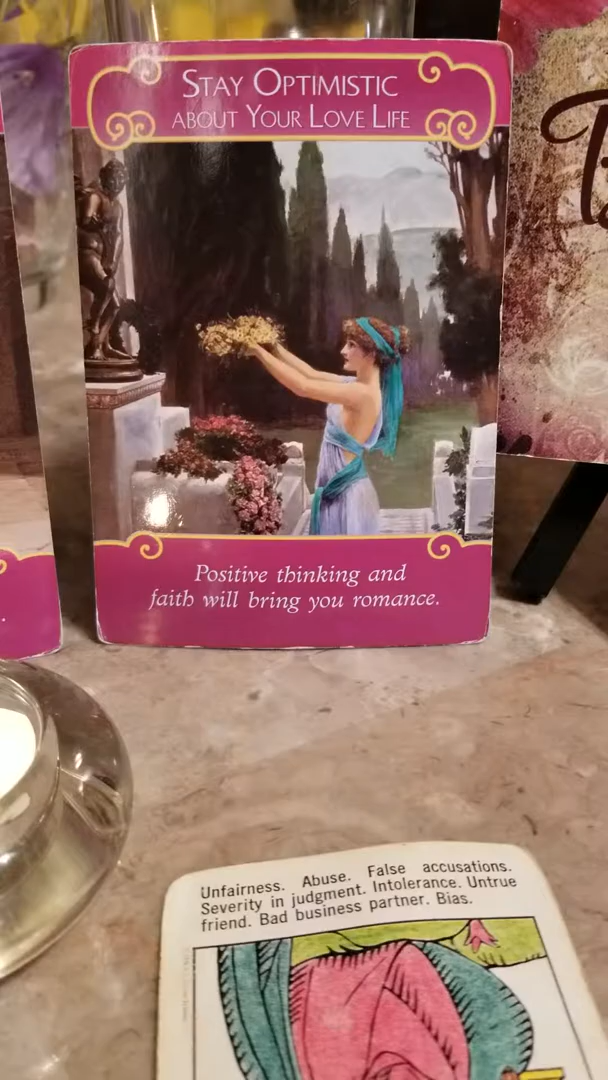 STAY OPTIMISTIC
ABOUT YOUR LOVE LIFE
Positive thinking and
faith will bring you romance.
Unfairness. Abuse. False accusations.
Severity in judgment. Intolerance. Untrue
friend. Bad business partner. Bias.